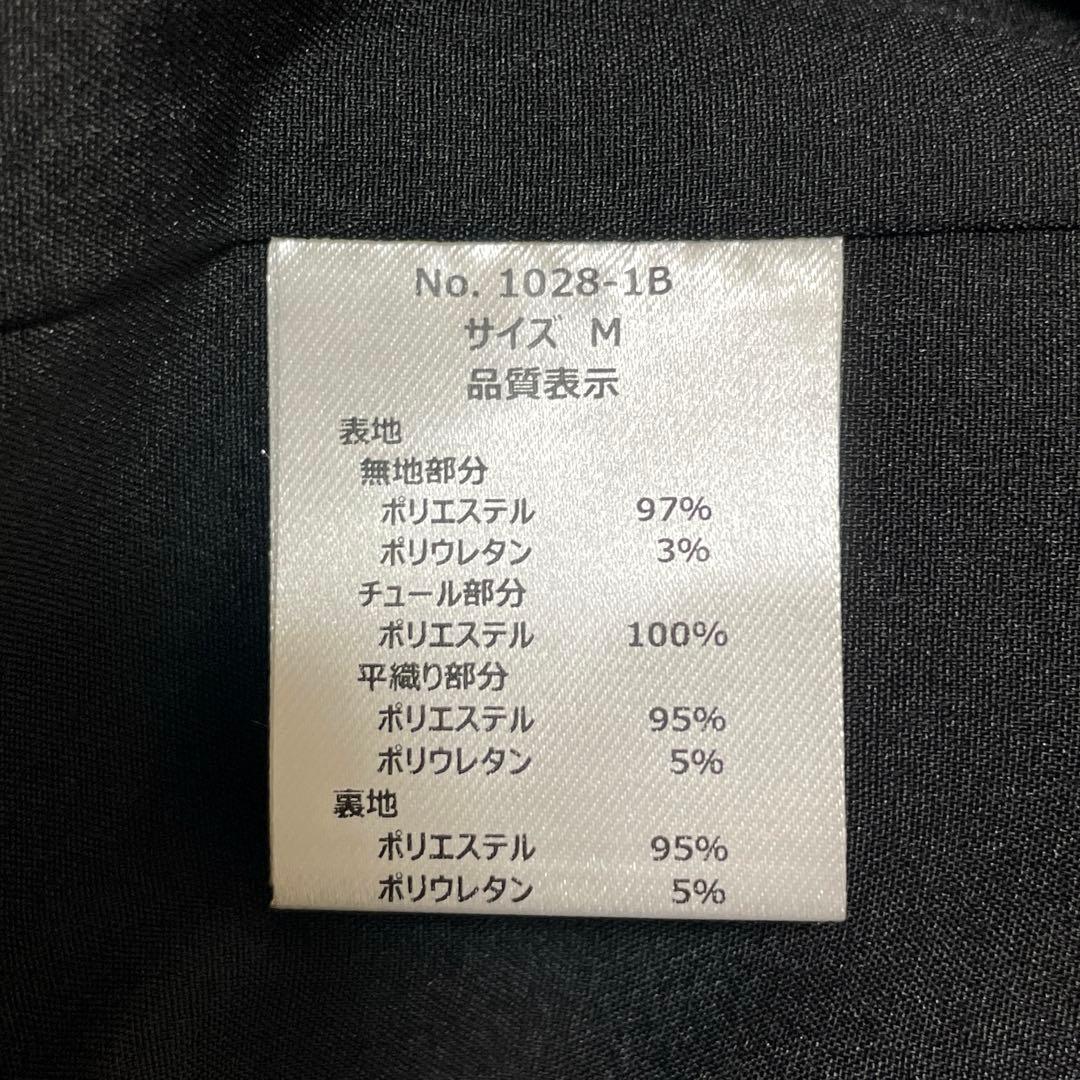 No. 1028-1B
サイズ M
品質表示
表地
無地部分
ポリエステル 97%
ポリウレタン 3%
チュール部分
ポリエステル 100%
平織り部分
ポリエステル 95%
ポリウレタン 5%
裏地
ポリエステル 95%
ポリウレタン 5%